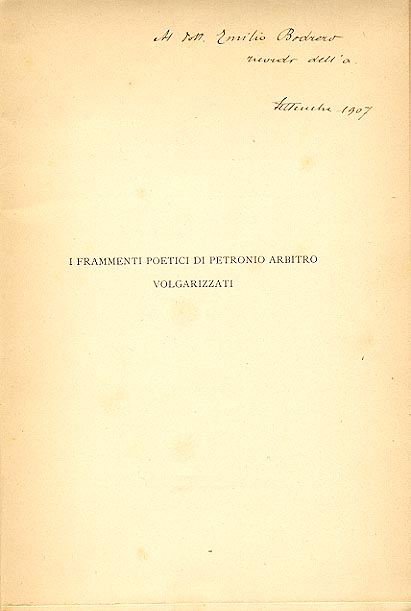 Al Dott. Emilio Bodrero
ricordo dell'a.
Settembre 1907
I FRAMMENTI POETICI DI PETRONIO ARBITRO
VOLGARIZZATI